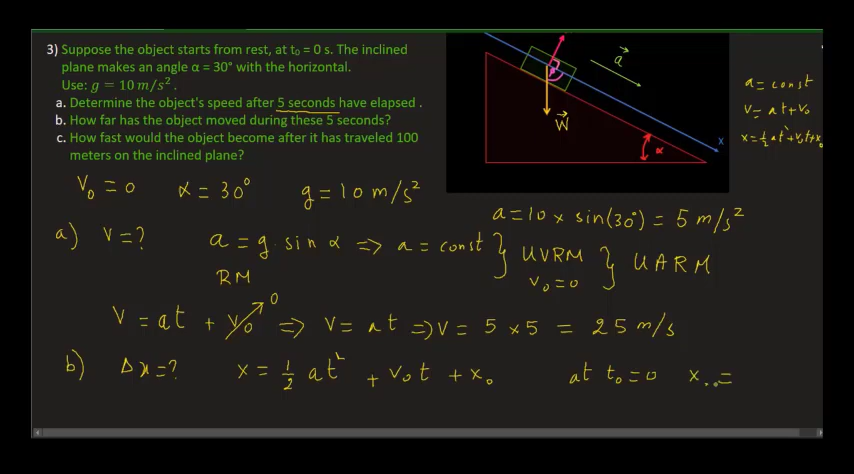 3) Suppose the object starts from rest, at t₀ = 0 s. The inclined
plane makes an angle α = 30° with the horizontal.
Use: g = 10 m/s² .
a. Determine the object's speed after 5 seconds have elapsed .
b. How far has the object moved during these 5 seconds?
c. How fast would the object become after it has traveled 100
meters on the inclined plane?
a⃗
W⃗
x
α
a = const
v = at + v₀
x = ½ at² + v₀t + x₀
V₀ = 0 α = 30° g = 10 m/s²
a = 10 × sin(30°) = 5 m/s²
a) V = ? a = g . sin α => a = const } UVRM } UARM
RM v₀ = 0
V = at + V₀ 0 => V = at => V = 5 × 5 = 25 m/s
b) Δx = ? x = ½ at² + v₀t + x₀ at t₀ = 0 x.. =